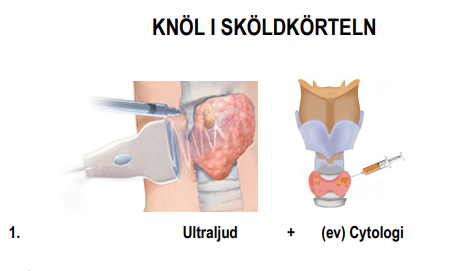 KNÖL I SKÖLDKÖRTELN
1. Ultraljud + (ev) Cytologi